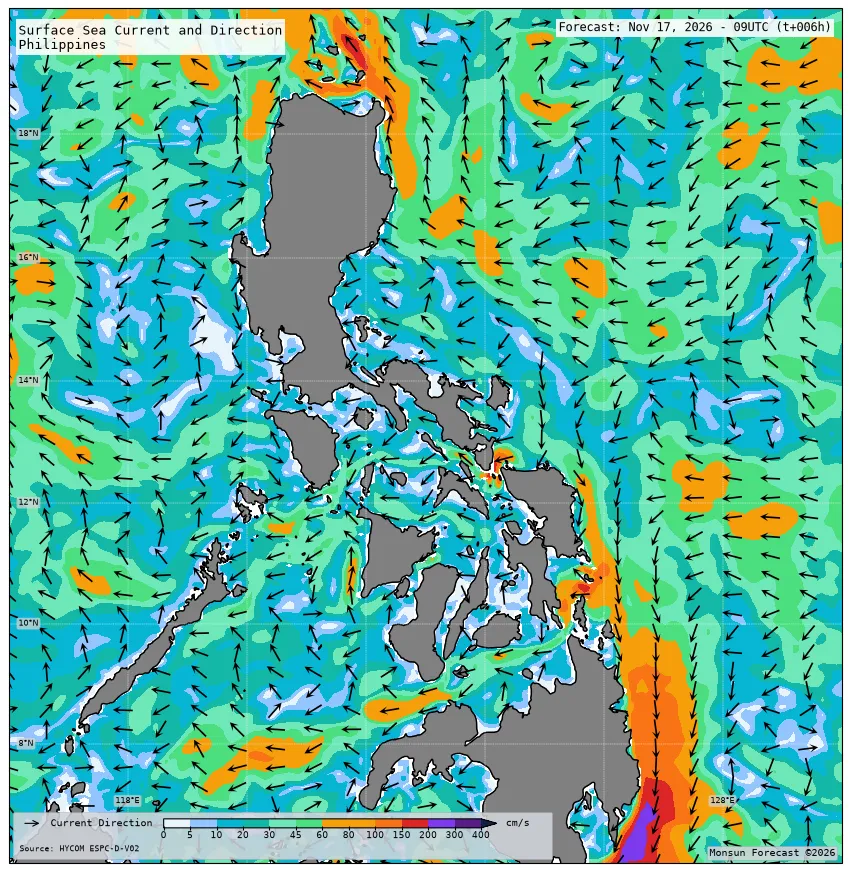 Surface Sea Current and Direction
Philippines
Forecast: Nov 17, 2026 - 09UTC (t+006h)
18°N
16°N
14°N
12°N
10°N
8°N
118°E
128°E
Current Direction
0 5 10 20 30 45 60 80 100 150 200 300 400
cm/s
Source: HYCOM ESPC-D-V02
Monsun Forecast ©2026